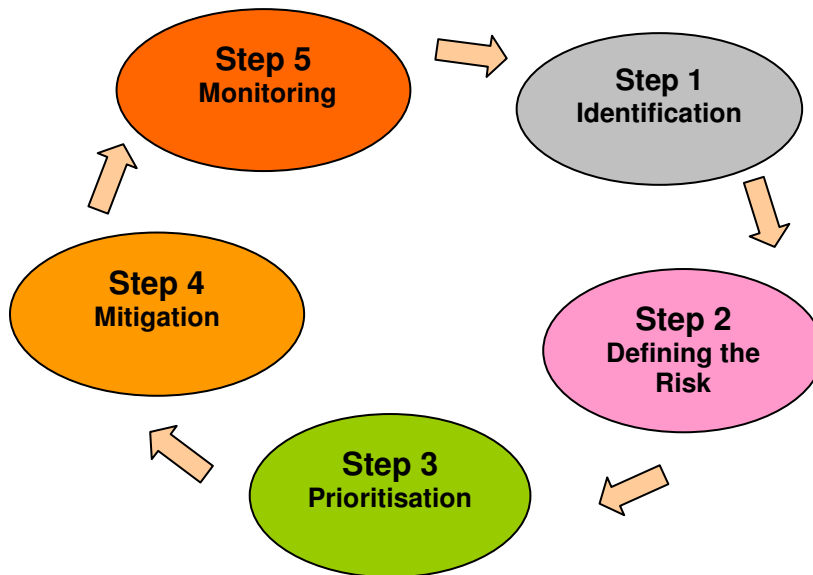 Step 1
Identification
Step 2
Defining the
Risk
Step 3
Prioritisation
Step 4
Mitigation
Step 5
Monitoring